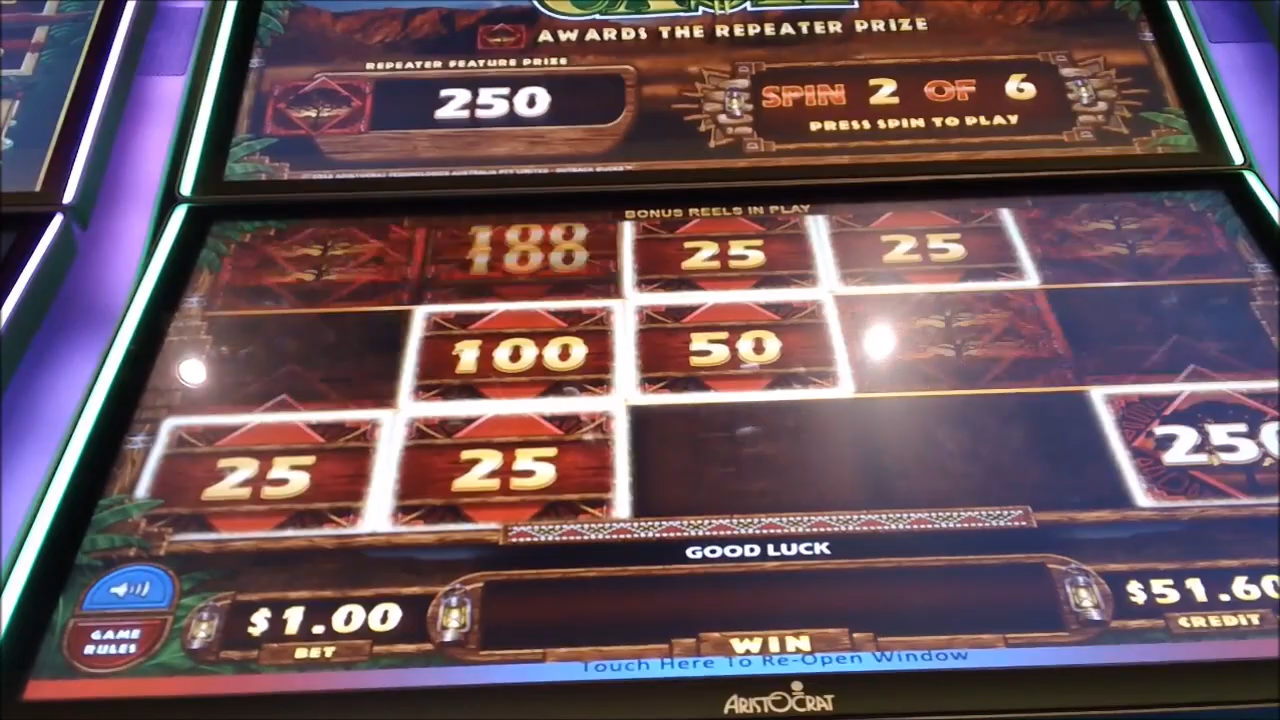 AWARDS THE REPEATER PRIZE
REPEATER FEATURE PRIZE
250
SPIN 2 OF 6
PRESS SPIN TO PLAY
BONUS REELS IN PLAY
25
25
100
50
25
25
250
GOOD LUCK
GAME
RULES
$1.00
BET
WIN
$51.60
CREDIT
Touch Here To Re-Open Window
ARISTOCRAT